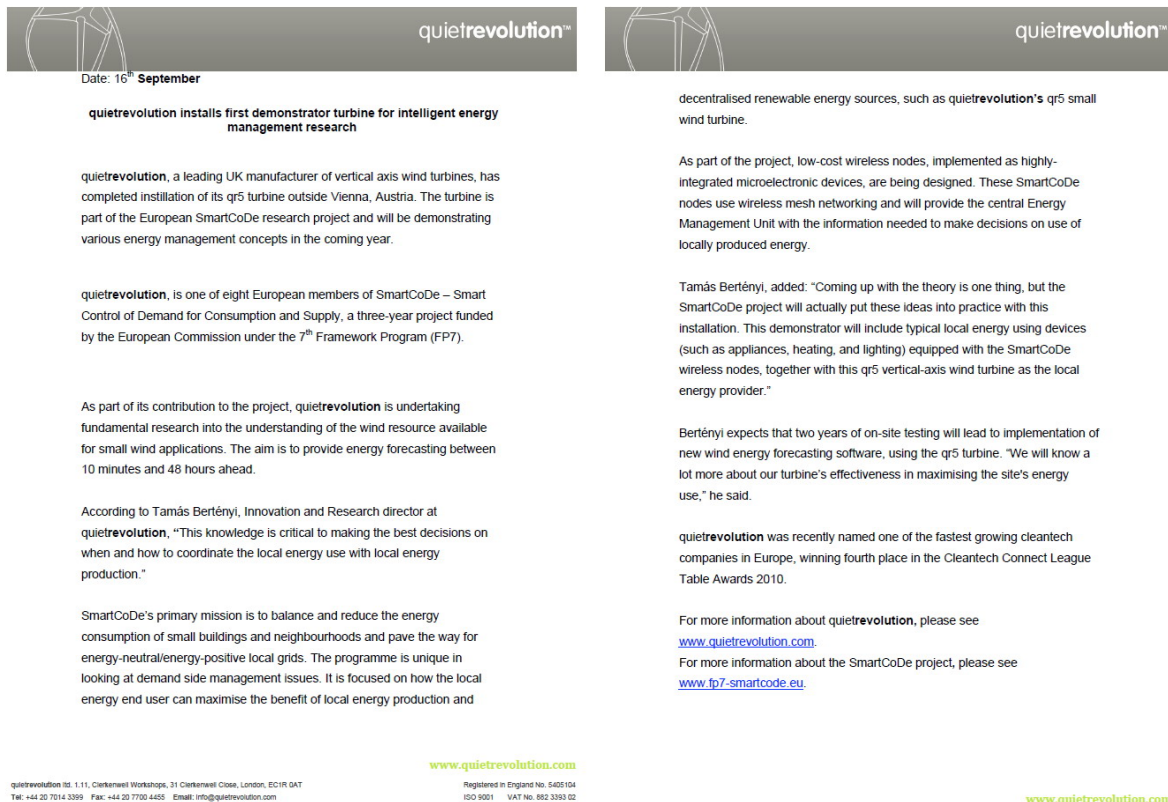 quietrevolution™
Date: 16th September
quietrevolution installs first demonstrator turbine for intelligent energy
management research
quietrevolution, a leading UK manufacturer of vertical axis wind turbines, has
completed instillation of its qr5 turbine outside Vienna, Austria. The turbine is
part of the European SmartCoDe research project and will be demonstrating
various energy management concepts in the coming year.
quietrevolution, is one of eight European members of SmartCoDe – Smart
Control of Demand for Consumption and Supply, a three-year project funded
by the European Commission under the 7th Framework Program (FP7).
As part of its contribution to the project, quietrevolution is undertaking
fundamental research into the understanding of the wind resource available
for small wind applications. The aim is to provide energy forecasting between
10 minutes and 48 hours ahead.
According to Tamás Bertényi, Innovation and Research director at
quietrevolution, “This knowledge is critical to making the best decisions on
when and how to coordinate the local energy use with local energy
production.”
SmartCoDe’s primary mission is to balance and reduce the energy
consumption of small buildings and neighbourhoods and pave the way for
energy-neutral/energy-positive local grids. The programme is unique in
looking at demand side management issues. It is focused on how the local
energy end user can maximise the benefit of local energy production and
www.quietrevolution.com
quietrevolution ltd. 1.11, Clerkenwell Workshops, 31 Clerkenwell Close, London, EC1R 0AT
Registered in England No. 5405104
Tel: +44 20 7014 3399 Fax: +44 20 7700 4455 Email: info@quietrevolution.com
ISO 9001 VAT No. 882 3393 02
quietrevolution™
decentralised renewable energy sources, such as quietrevolution’s qr5 small
wind turbine.
As part of the project, low-cost wireless nodes, implemented as highly-
integrated microelectronic devices, are being designed. These SmartCoDe
nodes use wireless mesh networking and will provide the central Energy
Management Unit with the information needed to make decisions on use of
locally produced energy.
Tamás Bertényi, added: “Coming up with the theory is one thing, but the
SmartCoDe project will actually put these ideas into practice with this
installation. This demonstrator will include typical local energy using devices
(such as appliances, heating, and lighting) equipped with the SmartCoDe
wireless nodes, together with this qr5 vertical-axis wind turbine as the local
energy provider.”
Bertényi expects that two years of on-site testing will lead to implementation of
new wind energy forecasting software, using the qr5 turbine. “We will know a
lot more about our turbine’s effectiveness in maximising the site's energy
use,” he said.
quietrevolution was recently named one of the fastest growing cleantech
companies in Europe, winning fourth place in the Cleantech Connect League
Table Awards 2010.
For more information about quietrevolution, please see
www.quietrevolution.com.
For more information about the SmartCoDe project, please see
www.fp7-smartcode.eu.
www.quietrevolution.com